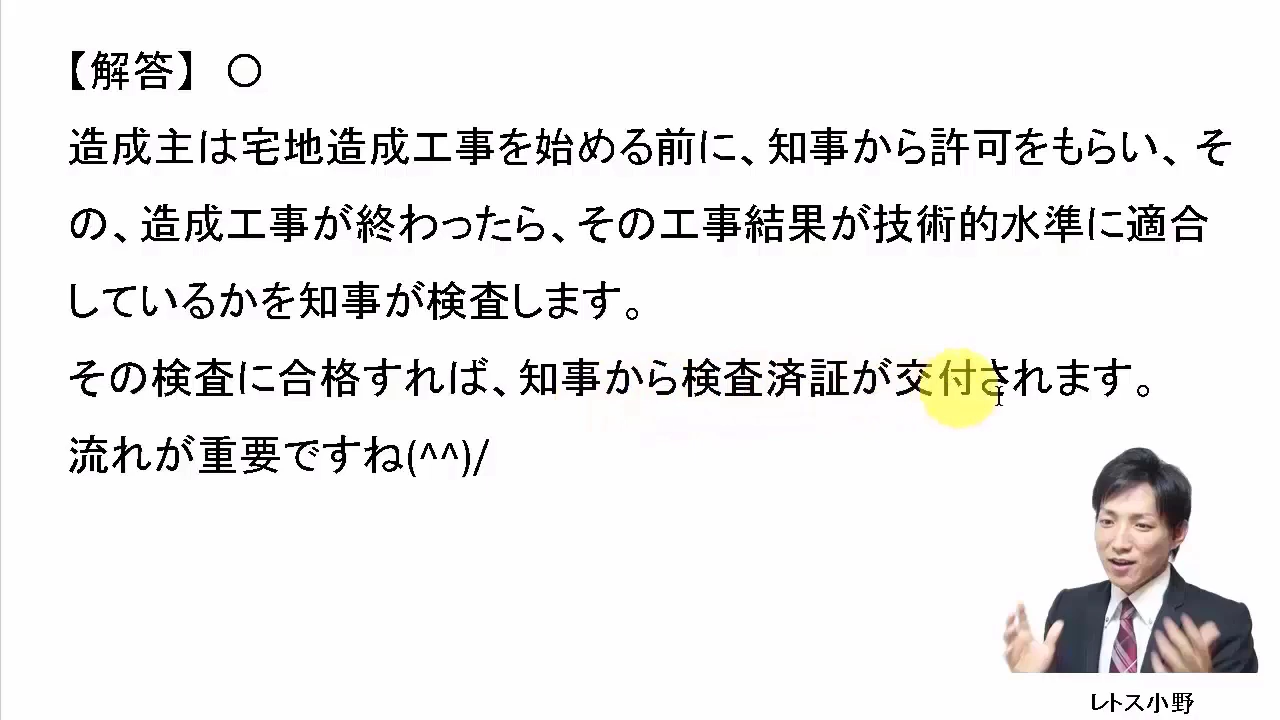 【解答】 ○
造成主は宅地造成工事を始める前に、知事から許可をもらい、そ
の、造成工事が終わったら、その工事結果が技術的水準に適合
しているかを知事が検査します。
その検査に合格すれば、知事から検査済証が交付されます。
流れが重要ですね(^^)/
レトス小野